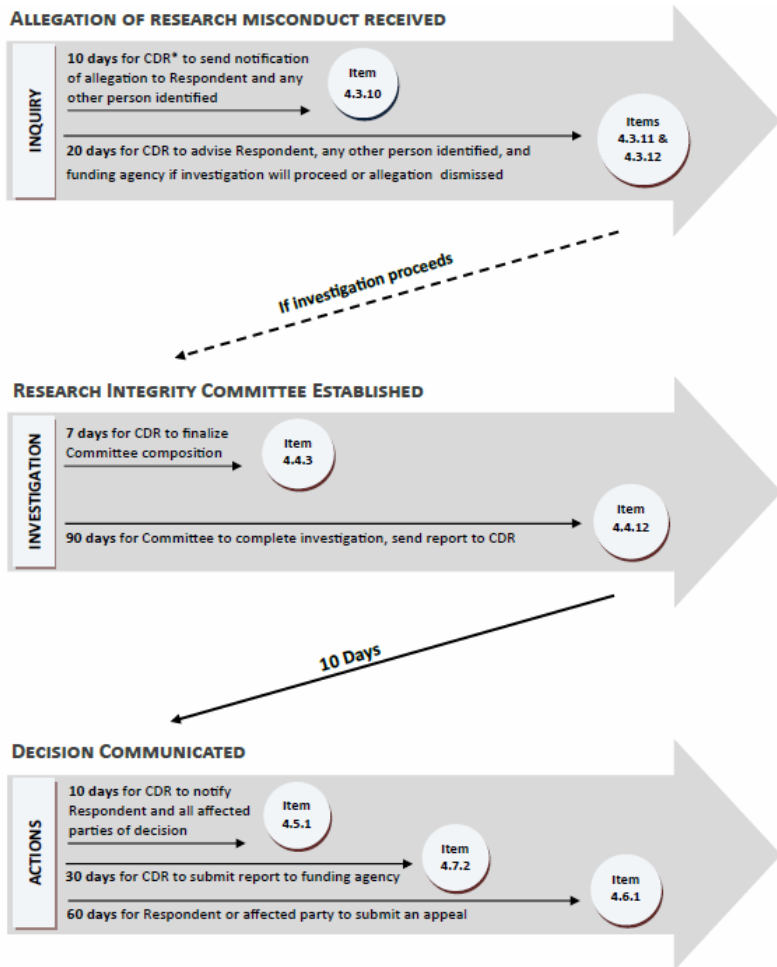 ALLEGATION OF RESEARCH MISCONDUCT RECEIVED
INQUIRY
10 days for CDR* to send notification
of allegation to Respondent and any
other person identified
Item
4.3.10
20 days for CDR to advise Respondent, any other person identified, and
funding agency if investigation will proceed or allegation dismissed
Items
4.3.11 &
4.3.12
If investigation proceeds
RESEARCH INTEGRITY COMMITTEE ESTABLISHED
INVESTIGATION
7 days for CDR to finalize
Committee composition
Item
4.4.3
90 days for Committee to complete investigation, send report to CDR
Item
4.4.12
10 Days
DECISION COMMUNICATED
ACTIONS
10 days for CDR to notify
Respondent and all affected
parties of decision
Item
4.5.1
30 days for CDR to submit report to funding agency
Item
4.7.2
60 days for Respondent or affected party to submit an appeal
Item
4.6.1